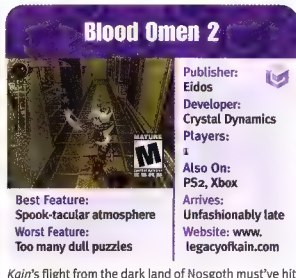 Blood Omen 2
MATURE
M
Publisher:
Eidos
Developer:
Crystal Dynamics
Players:
1
Also On:
PS2, Xbox
Arrives:
Unfashionably late
Website: www.
legacyofkain.com
Best Feature:
Spook-tacular atmosphere
Worst Feature:
Too many dull puzzles
Kain's flight from the dark land of Nosgoth must've hit